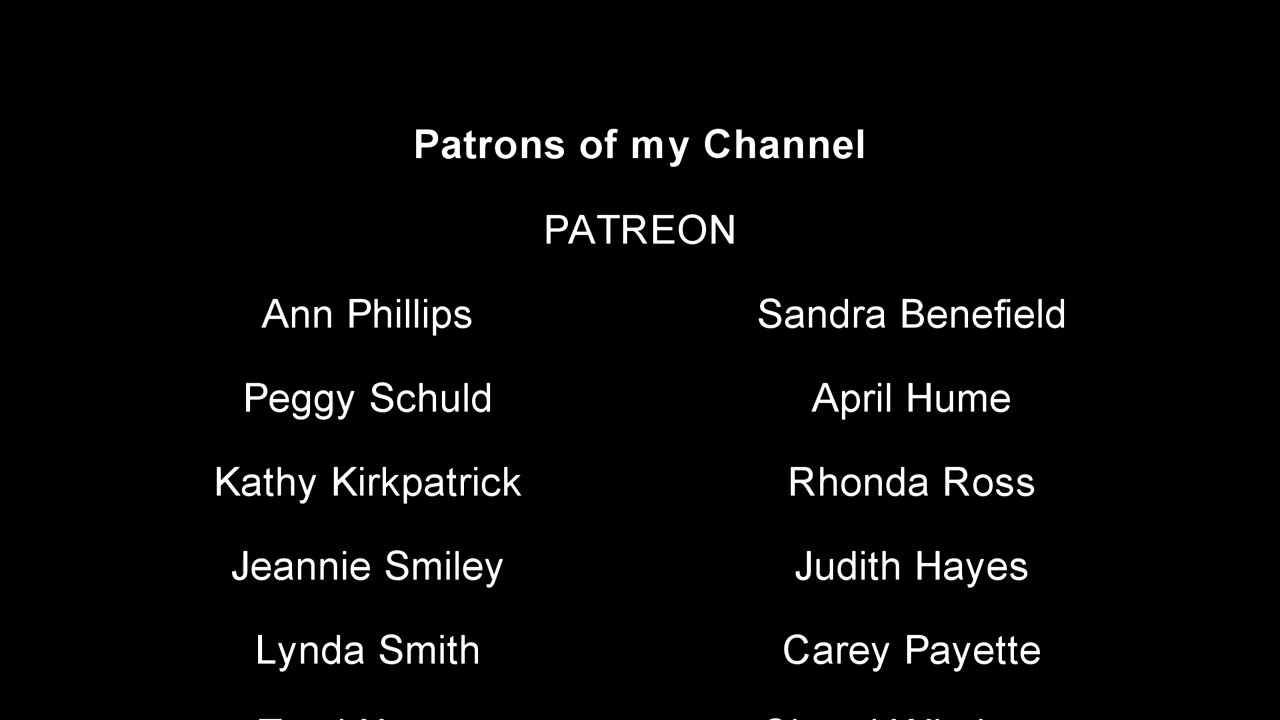 Patrons of my Channel
PATREON
Ann Phillips Sandra Benefield
Peggy Schuld April Hume
Kathy Kirkpatrick Rhonda Ross
Jeannie Smiley Judith Hayes
Lynda Smith Carey Payette